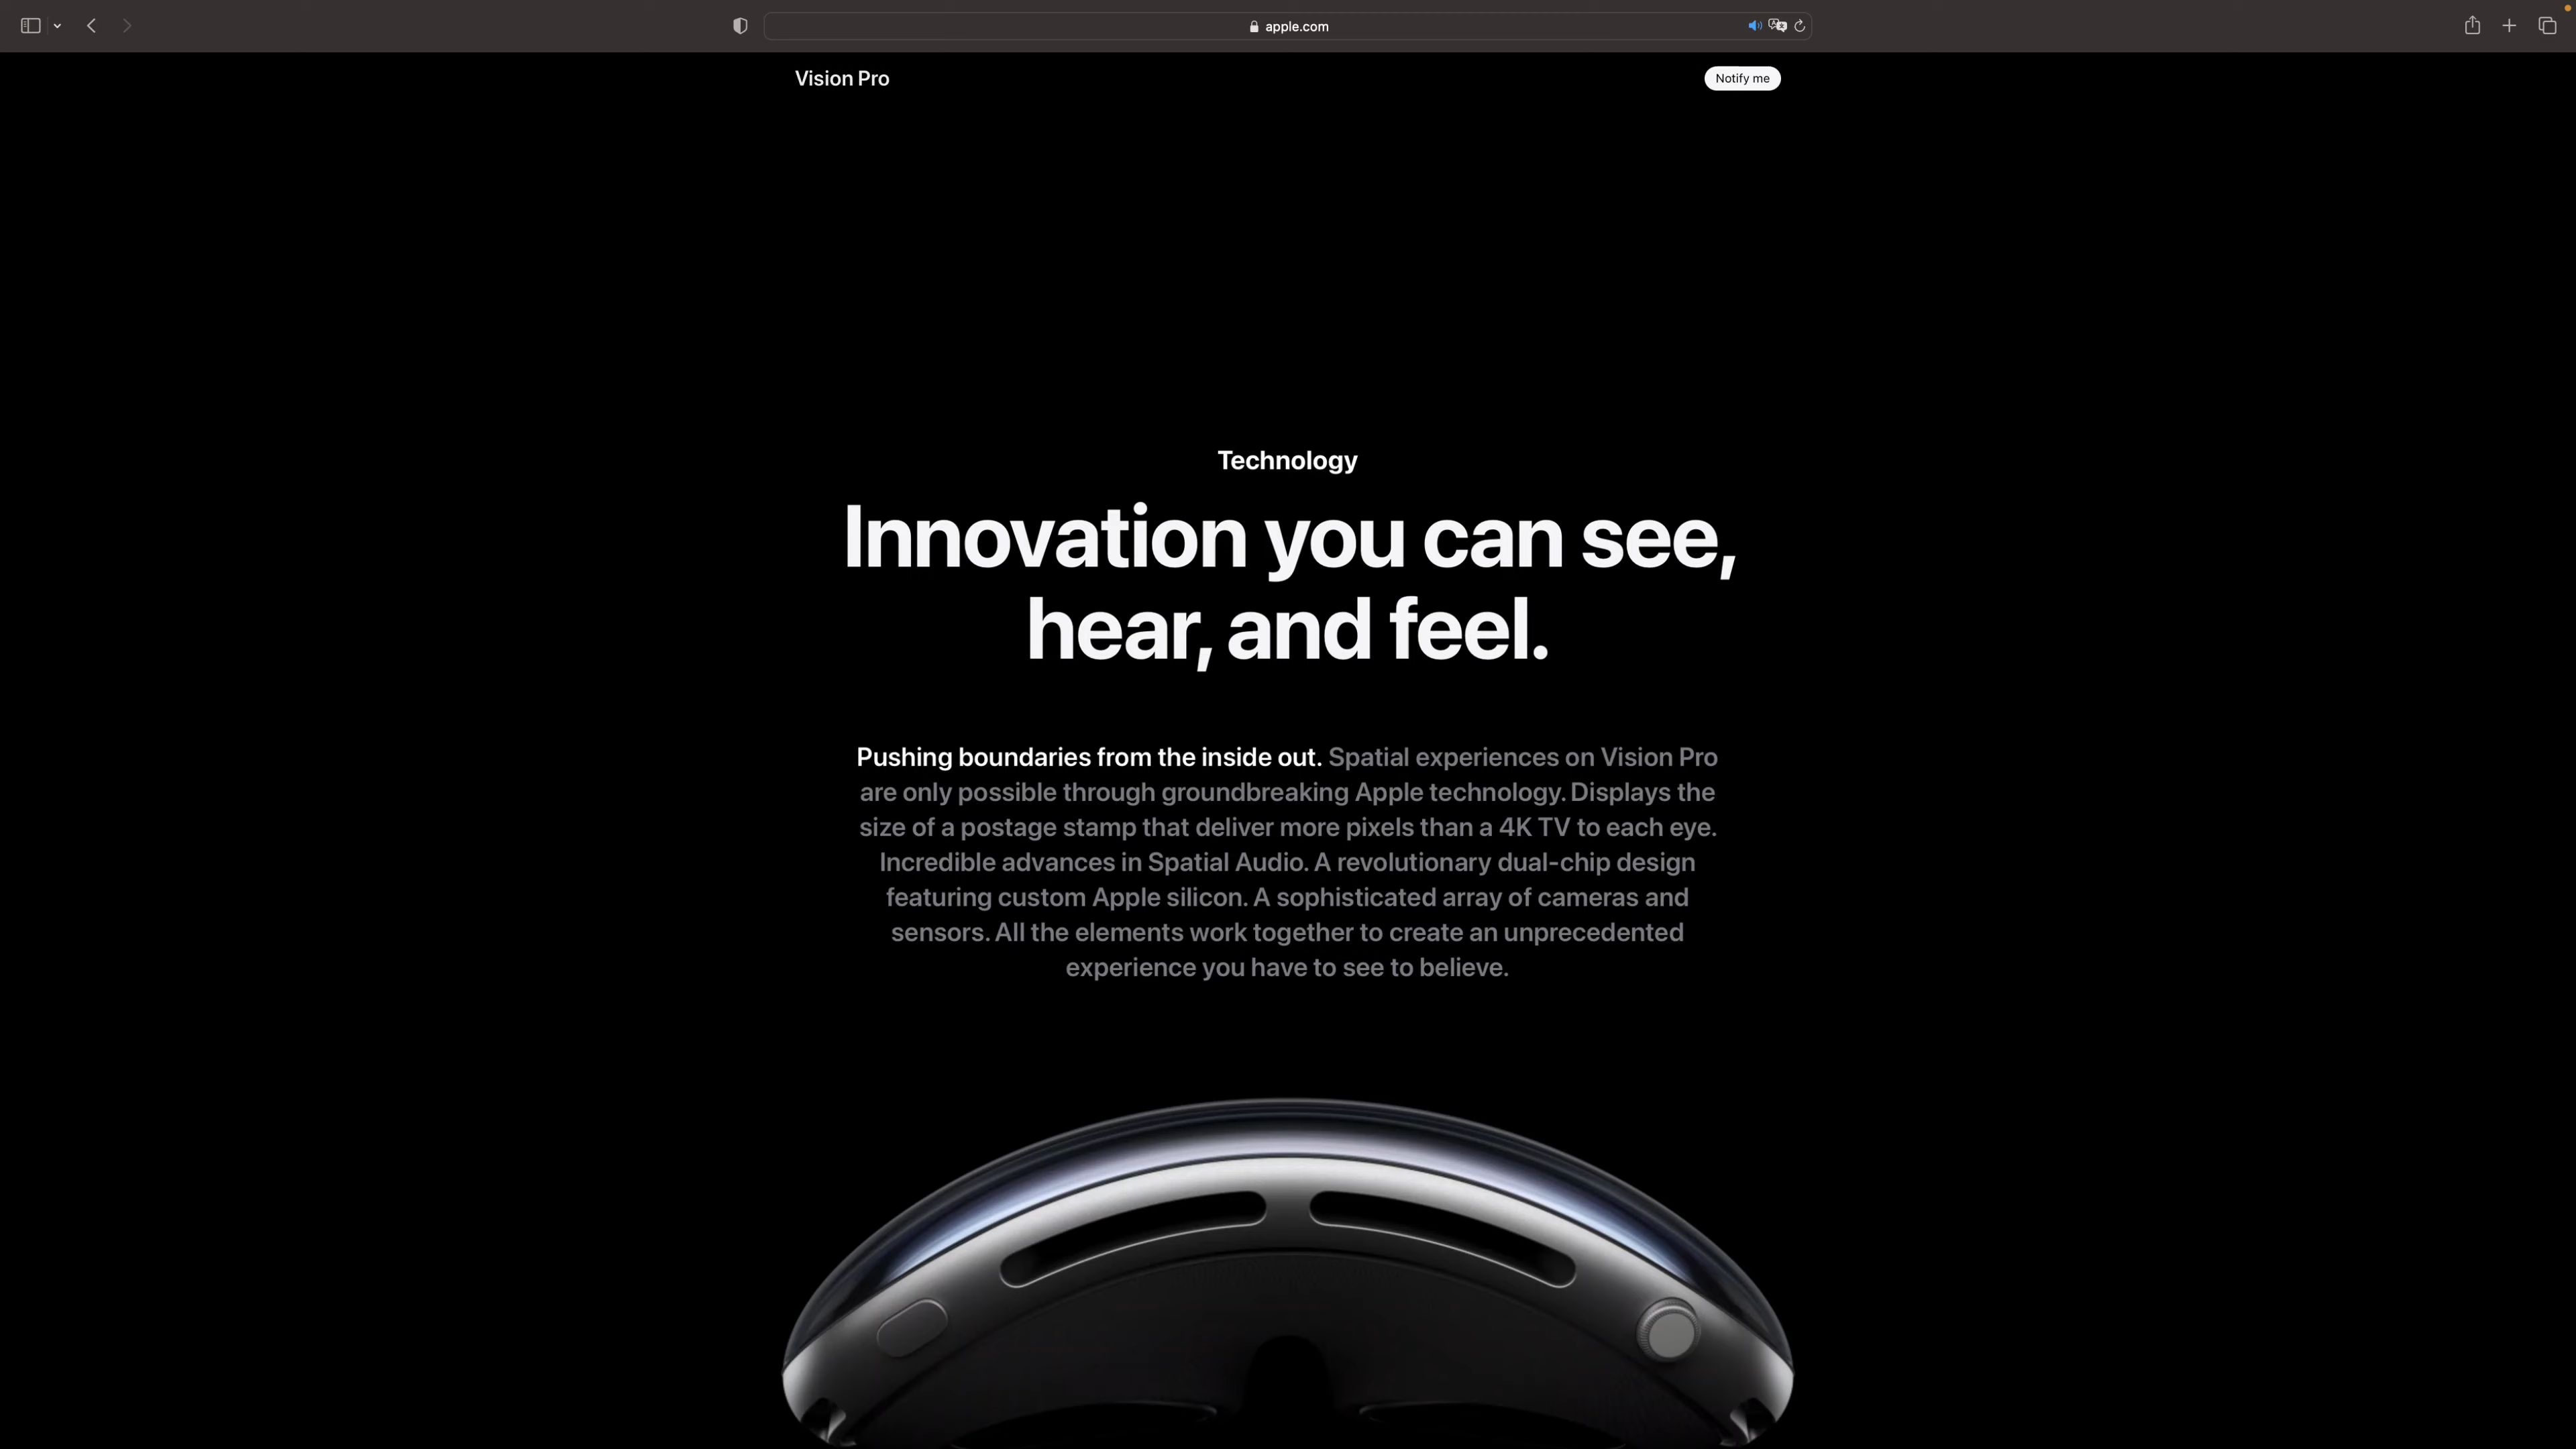 apple.com
Vision Pro
Notify me
Technology
Innovation you can see,
hear, and feel.
Pushing boundaries from the inside out. Spatial experiences on Vision Pro
are only possible through groundbreaking Apple technology. Displays the
size of a postage stamp that deliver more pixels than a 4K TV to each eye.
Incredible advances in Spatial Audio. A revolutionary dual-chip design
featuring custom Apple silicon. A sophisticated array of cameras and
sensors. All the elements work together to create an unprecedented
experience you have to see to believe.